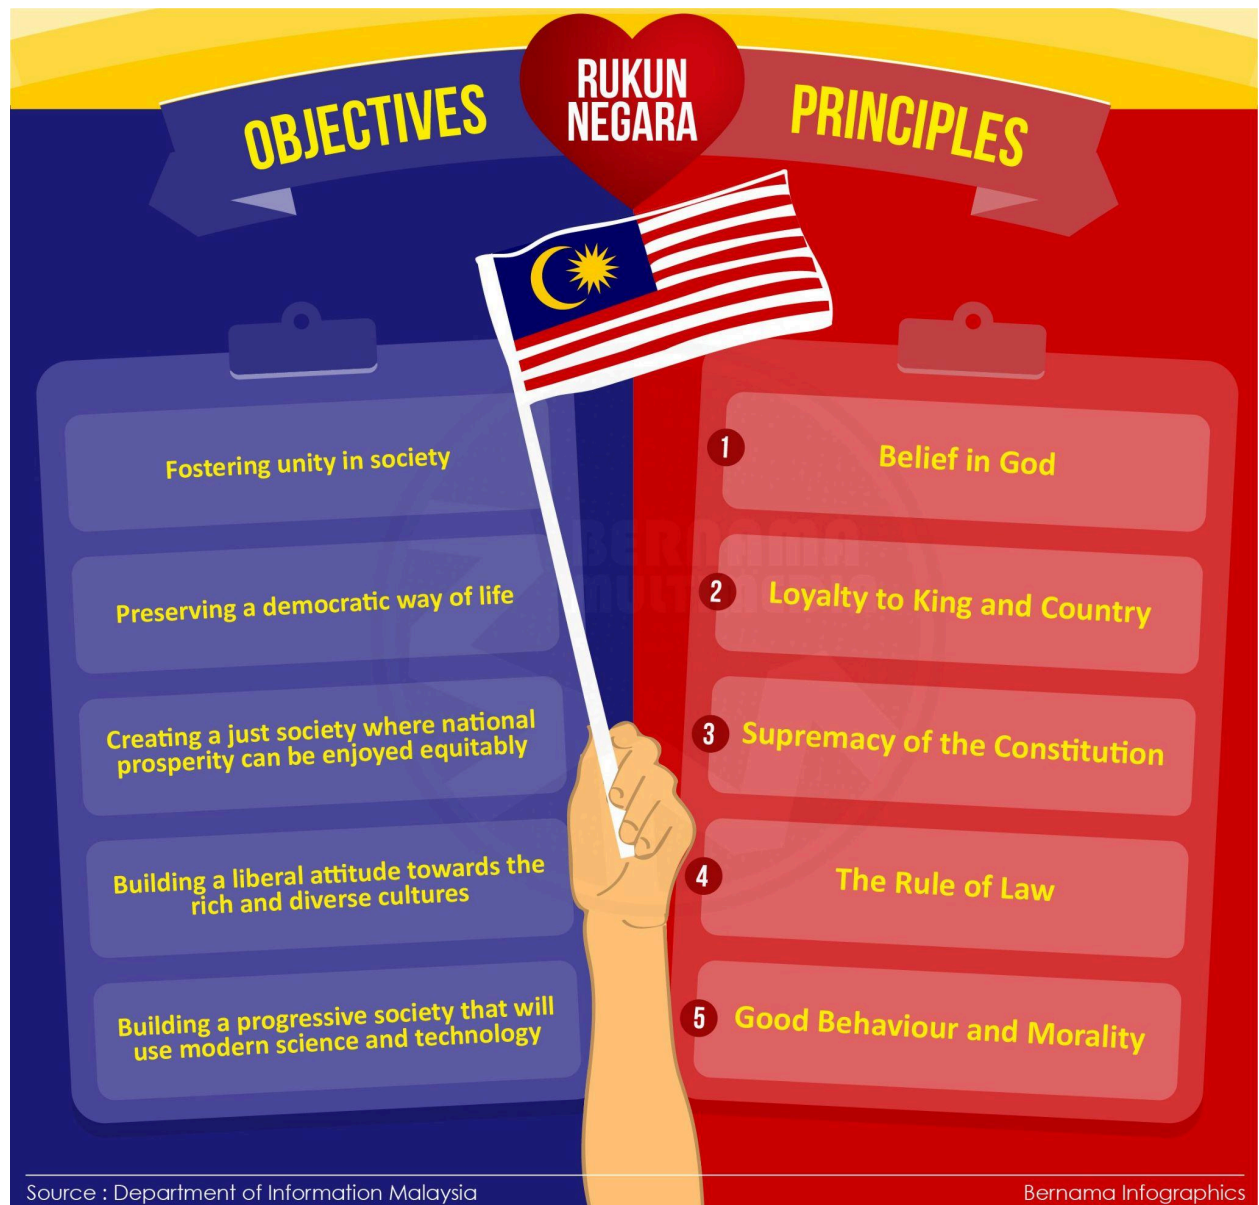 OBJECTIVES
RUKUN
NEGARA
PRINCIPLES
Fostering unity in society
Preserving a democratic way of life
Creating a just society where national
prosperity can be enjoyed equitably
Building a liberal attitude towards the
rich and diverse cultures
Building a progressive society that will
use modern science and technology
1
Belief in God
2
Loyalty to King and Country
3
Supremacy of the Constitution
4
The Rule of Law
5
Good Behaviour and Morality
BERNAMA
Source : Department of Information Malaysia
Bernama Infographics